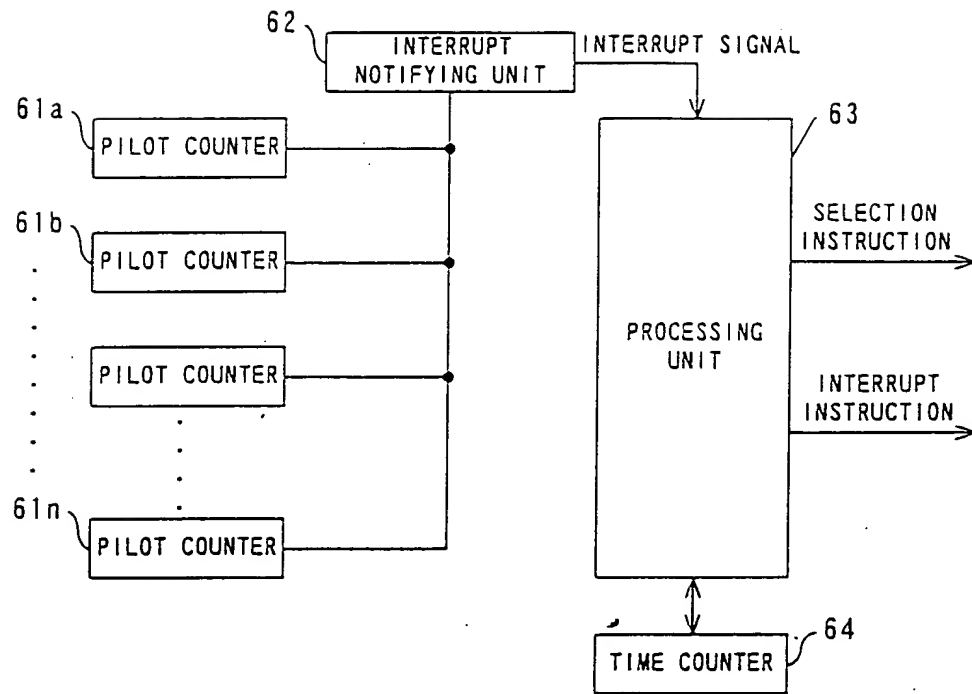 62
INTERRUPT
NOTIFYING UNIT
INTERRUPT SIGNAL
61a
PILOT COUNTER
63
61b
PILOT COUNTER
SELECTION
INSTRUCTION
PILOT COUNTER
PROCESSING
UNIT
INTERRUPT
INSTRUCTION
61n
PILOT COUNTER
64
TIME COUNTER